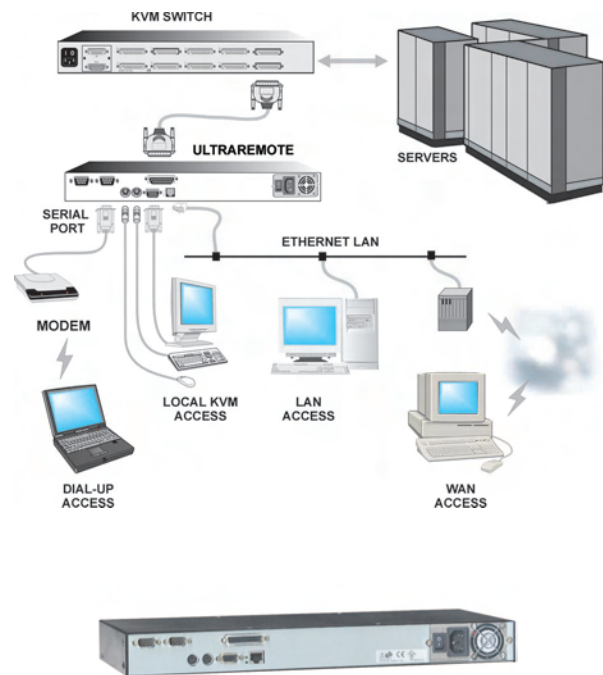 KVM SWITCH
ULTRAREMOTE
SERVERS
SERIAL
PORT
ETHERNET LAN
MODEM
LOCAL KVM
ACCESS
LAN
ACCESS
DIAL-UP
ACCESS
WAN
ACCESS